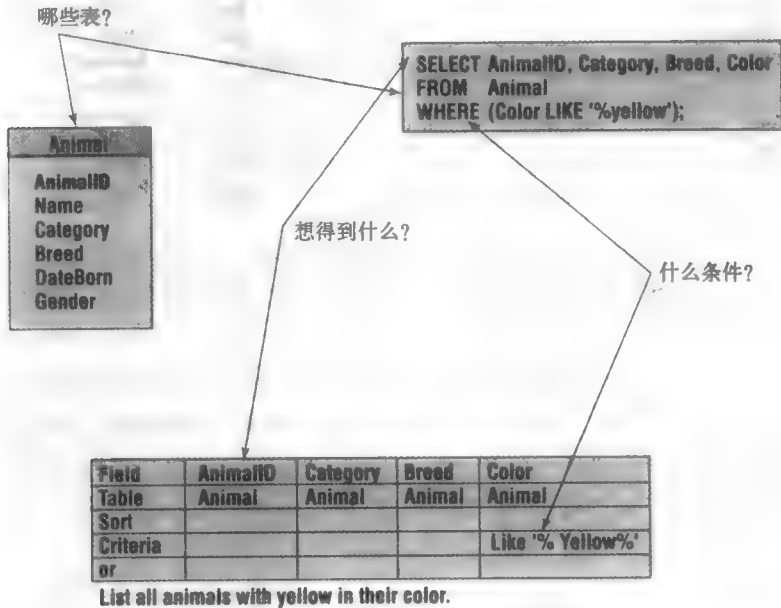 哪些表?
SELECT AnimalID, Category, Breed, Color
FROM Animal
WHERE (Color LIKE '%yellow');
Animal
AnimalID
Name
Category
Breed
DateBorn
Gender
想得到什么?
什么条件?
Field AnimalID Category Breed Color
Table Animal Animal Animal Animal
Sort
Criteria Like '% Yellow%'
or
List all animals with yellow in their color.